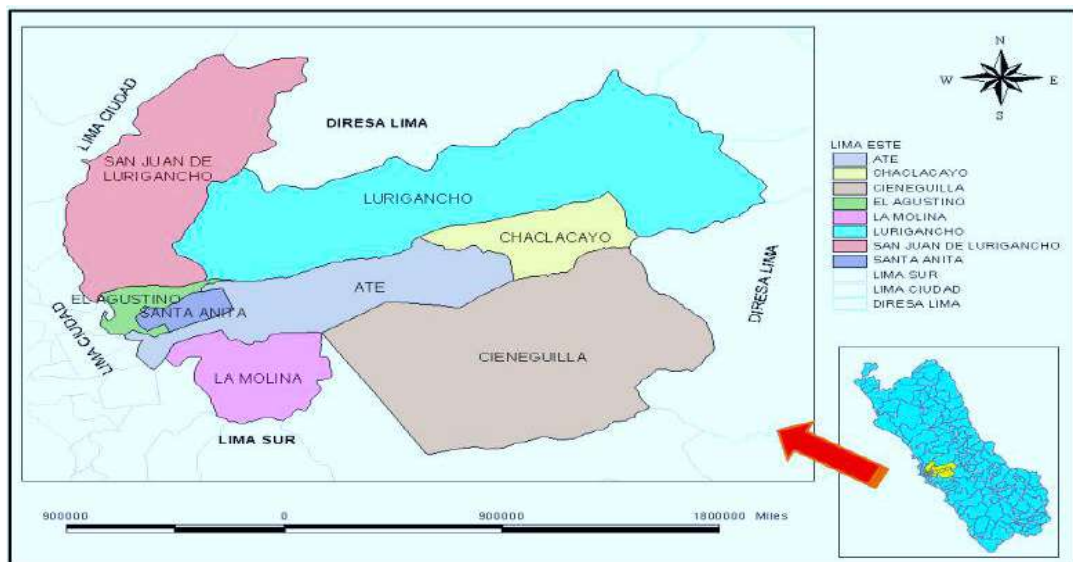 LIMA CIUDAD
DIRESA LIMA
SAN JUAN DE
LURIGANCHO
LURIGANCHO
CHACLACAYO
ATE
EL AGUSTINO
SANTA ANITA
LIMA CIUDAD
LA MOLINA
CIENEGUILLA
DIRESA LIMA
LIMA SUR
N
W
E
S
LIMA ESTE
ATE
CHACLACAYO
CIENEGUILLA
EL AGUSTINO
LA MOLINA
LURIGANCHO
SAN JUAN DE LURIGANCHO
SANTA ANITA
LIMA SUR
LIMA CIUDAD
DIRESA LIMA
900000 0 900000 1800000 Miles